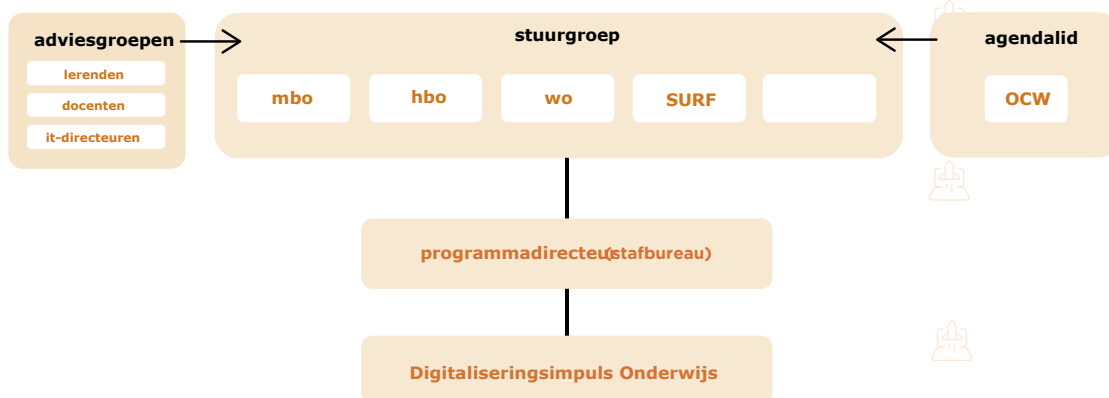 adviesgroepen
lerenden
docenten
it-directeuren
stuurgroep
mbo
hbo
wo
SURF
agendalid
OCW
programmadirecteur (stafbureau)
Digitaliseringsimpuls Onderwijs